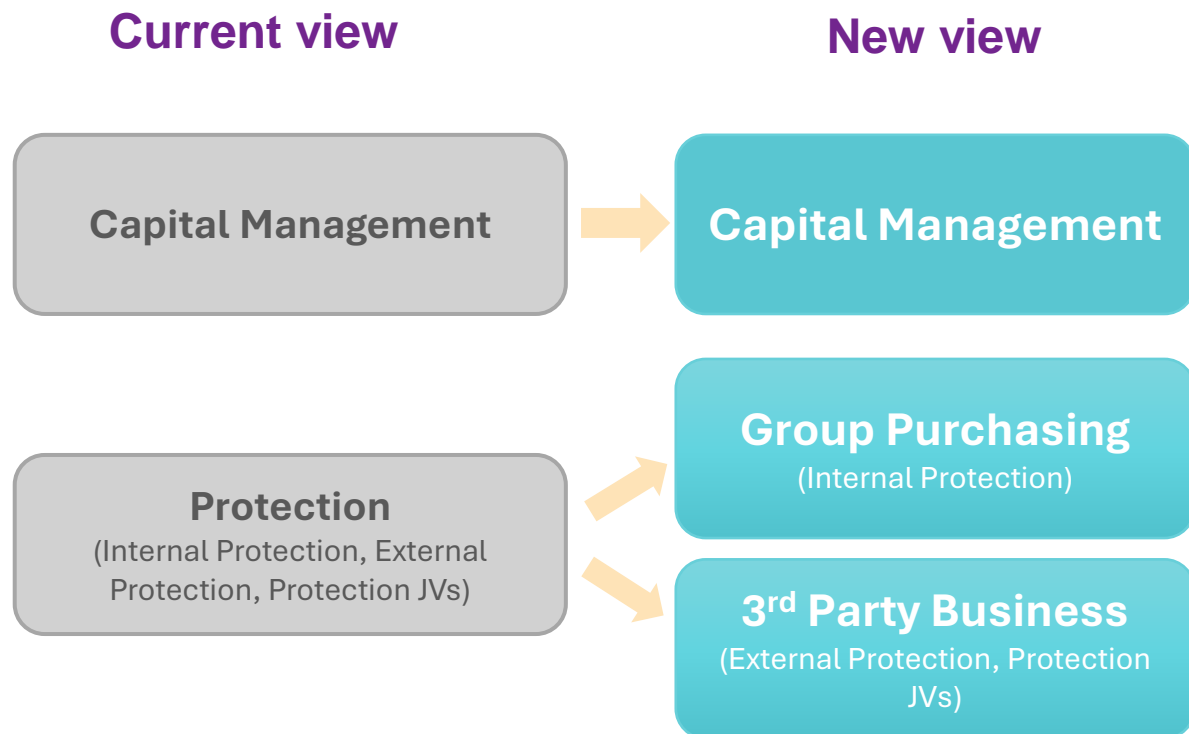 Current view
New view
Capital Management
Capital Management
Protection
(Internal Protection, External
Protection, Protection JVs)
Group Purchasing
(Internal Protection)
3rd Party Business
(External Protection, Protection
JVs)